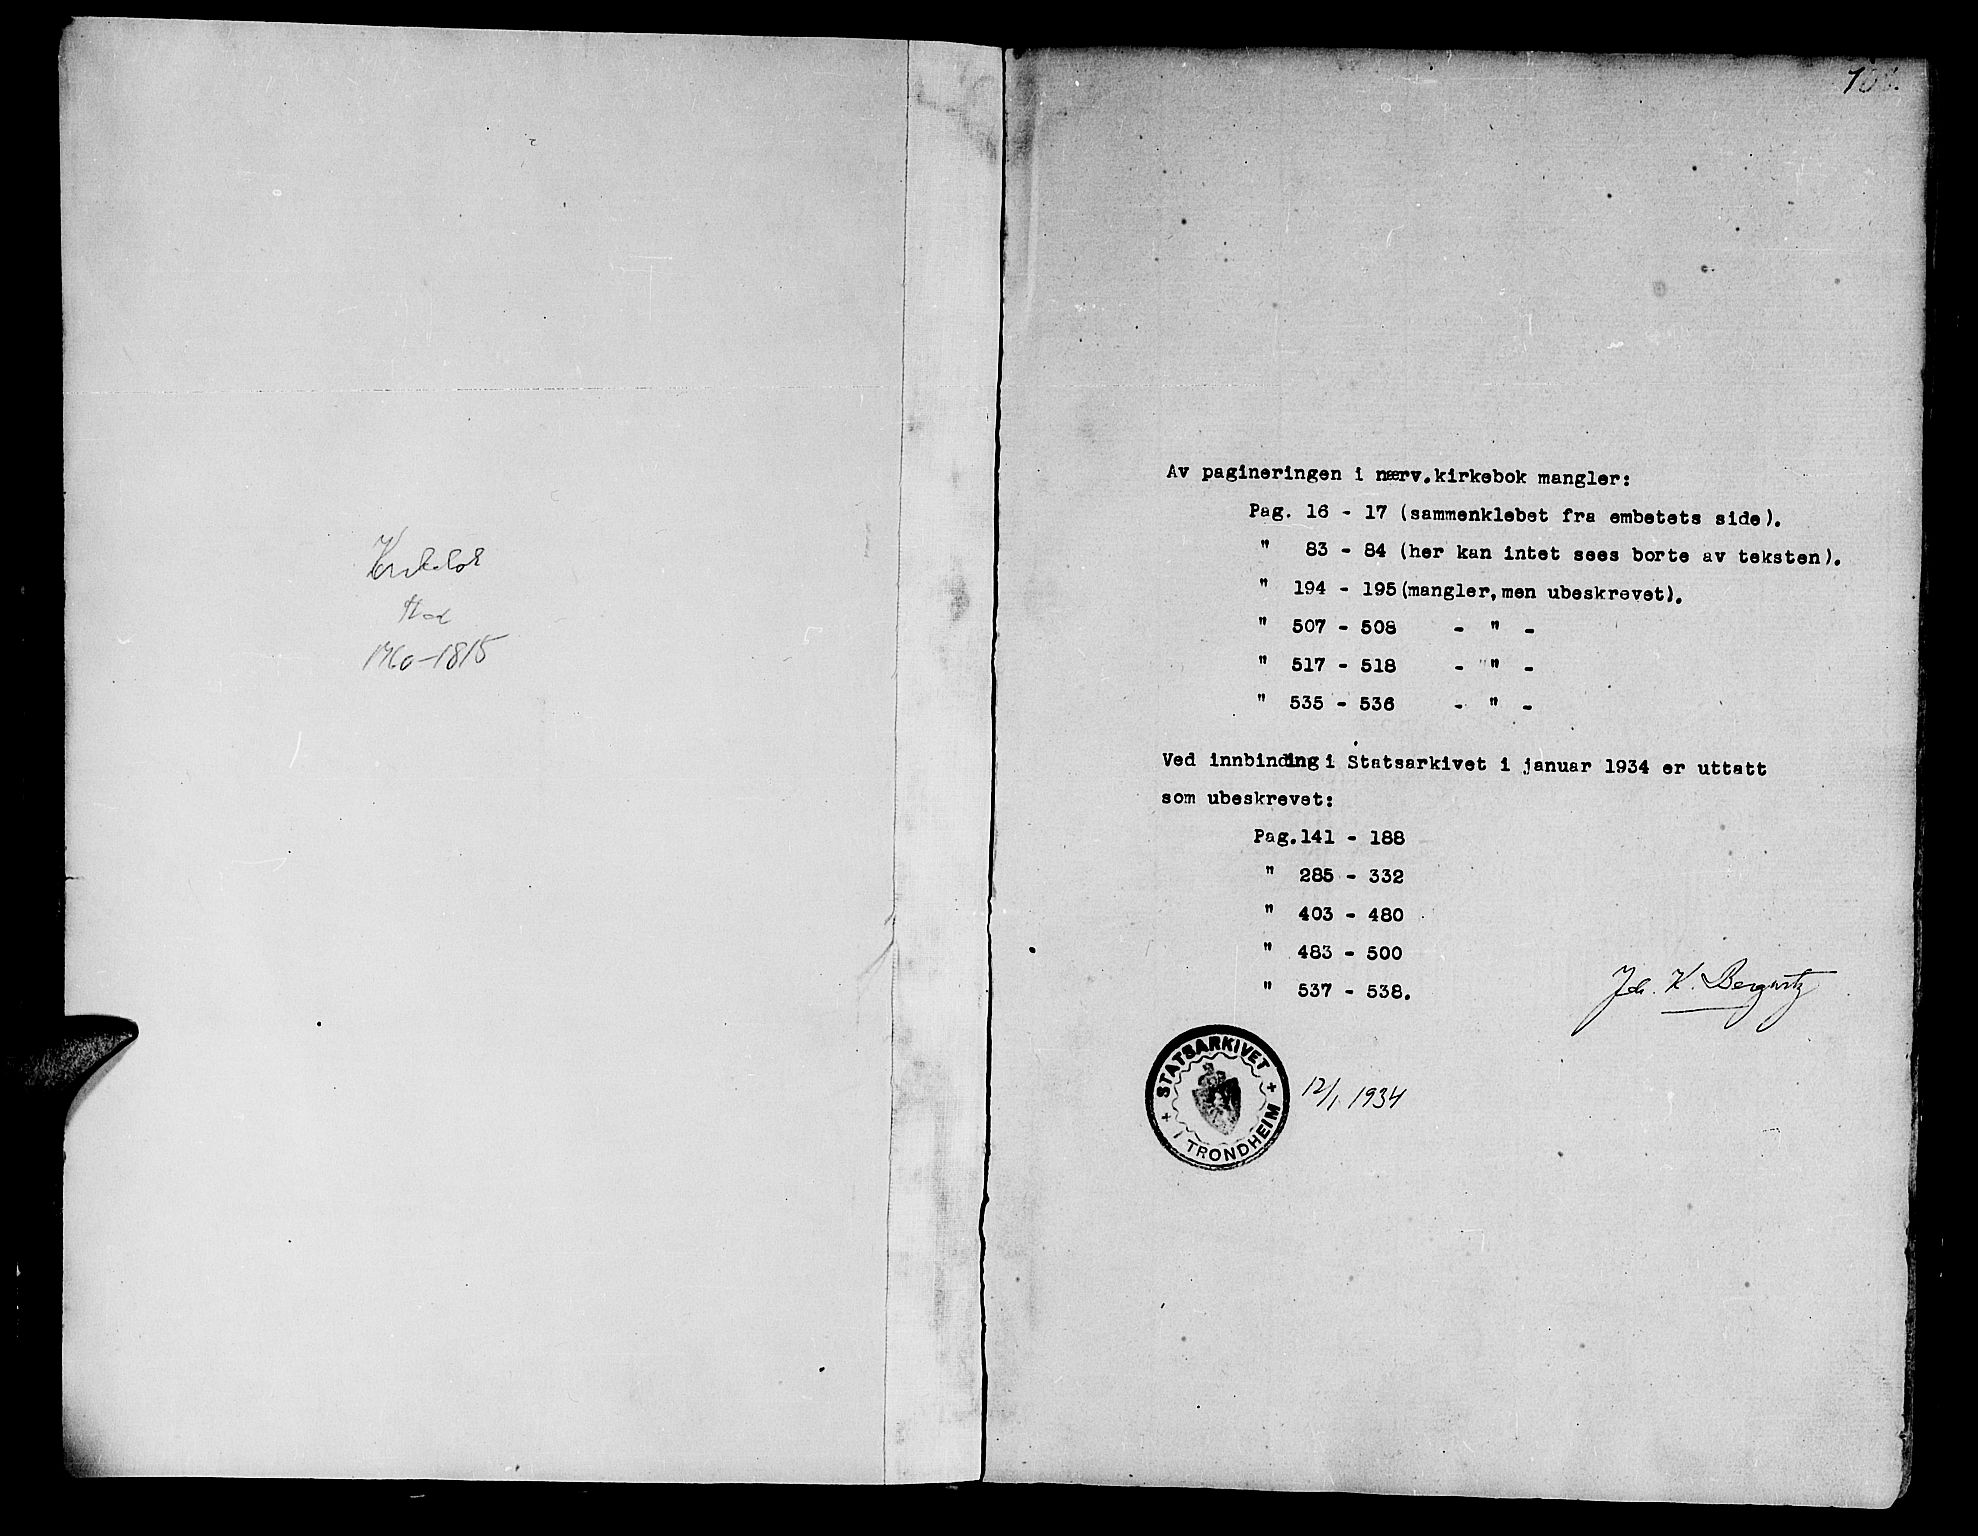 Kirkebok
1760-1815
Av pagineringen i nærv.kirkebok mangler:
Pag. 16 - 17 (sammenklebet fra embetets side).
" 83 - 84 (her kan intet sees borte av teksten).
" 194 - 195(mangler,men ubeskrevet).
" 507 - 508 - " -
" 517 - 518 - " -
" 535 - 536 - " -
Ved innbinding i Statsarkivet i januar 1934 er uttatt
som ubeskrevet:
Pag.141 - 188
" 285 - 332
" 403 - 480
" 483 - 500
" 537 - 538.
K.
STATSARKIVET
I TRONDHEIM
12/1 1934